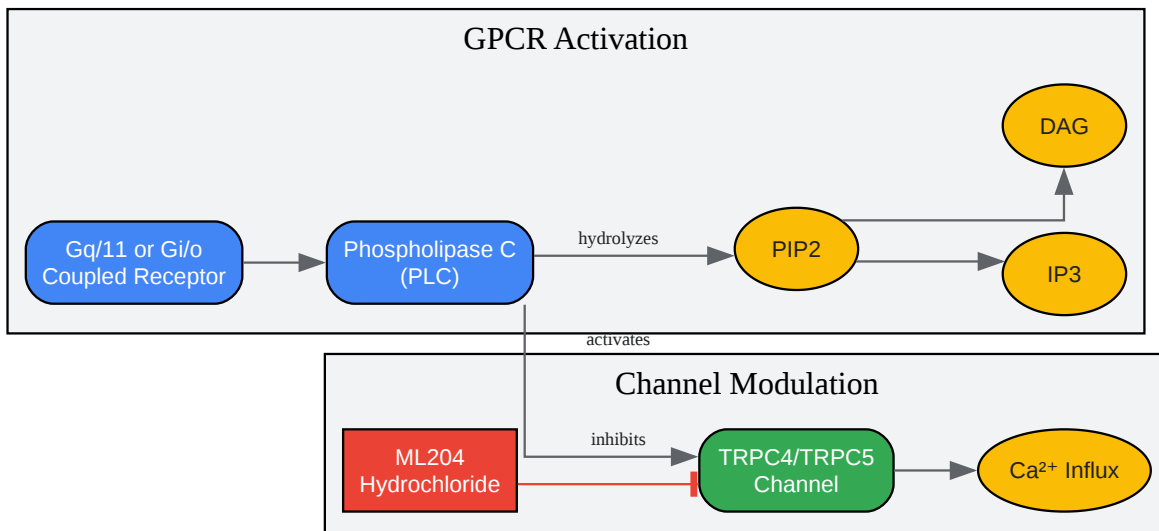 GPCR Activation
DAG
Gq/11 or Gi/o
Coupled Receptor
Phospholipase C
(PLC)
hydrolyzes
PIP2
IP3
activates
Channel Modulation
ML204
Hydrochloride
inhibits
TRPC4/TRPC5
Channel
Ca²⁺ Influx